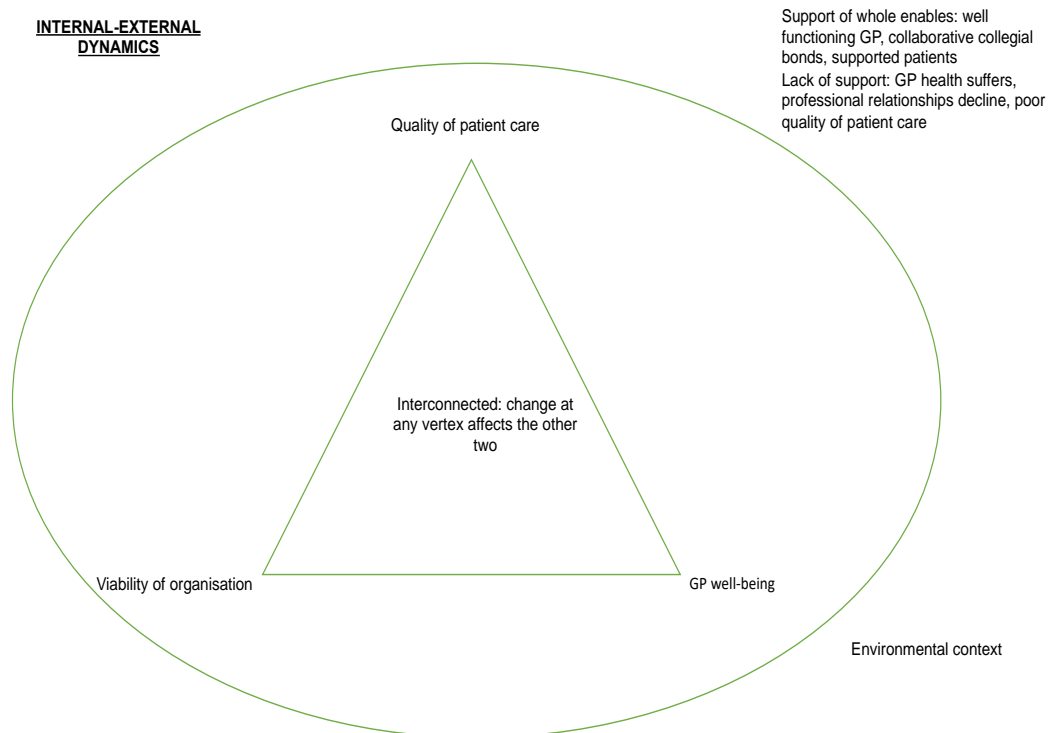 INTERNAL-EXTERNAL
DYNAMICS
Support of whole enables: well
functioning GP, collaborative collegial
bonds, supported patients
Lack of support: GP health suffers,
professional relationships decline, poor
quality of patient care
Quality of patient care
Interconnected: change at
any vertex affects the other
two
Viability of organisation
GP well-being
Environmental context